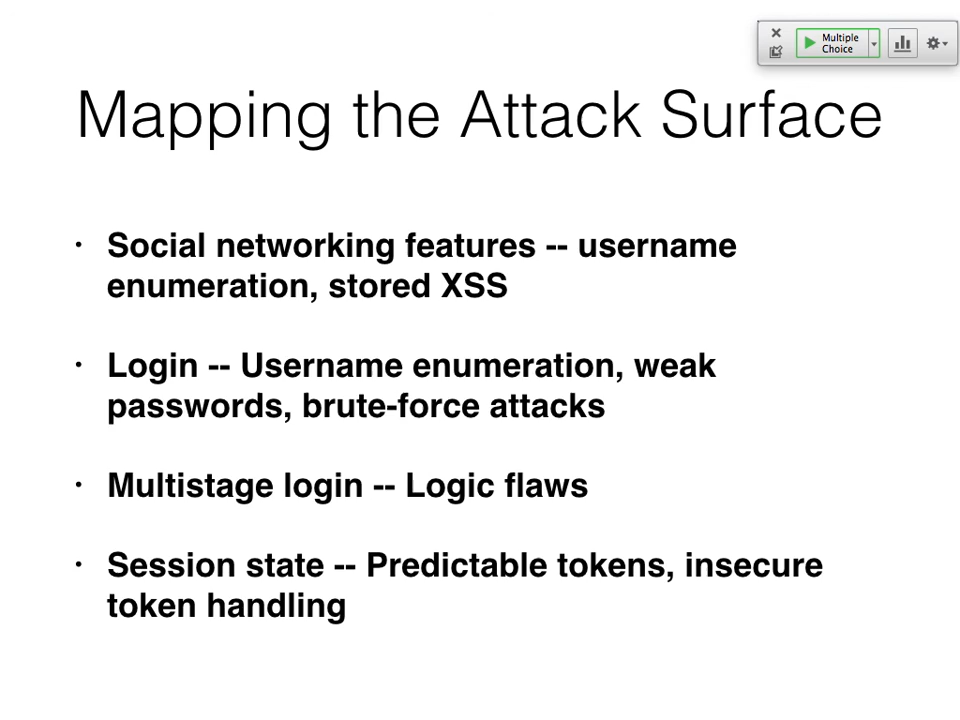 Multiple
Choice
Mapping the Attack Surface
• Social networking features -- username
enumeration, stored XSS
• Login -- Username enumeration, weak
passwords, brute-force attacks
• Multistage login -- Logic flaws
• Session state -- Predictable tokens, insecure
token handling